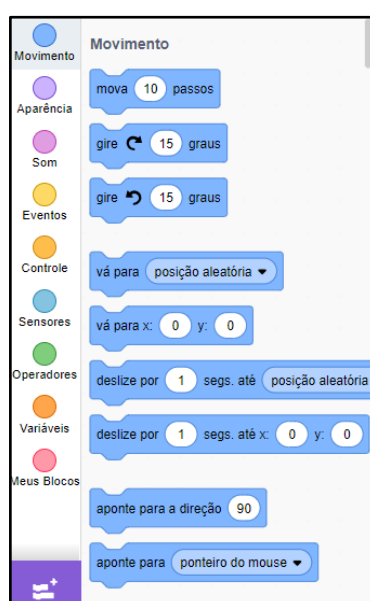 Movimento
Aparência
Som
Eventos
Controle
Sensores
Operadores
Variáveis
Meus Blocos
Movimento
mova 10 passos
gire 15 graus
gire 15 graus
vá para posição aleatória
vá para x: 0 y: 0
deslize por 1 segs. até posição aleatória
deslize por 1 segs. até x: 0 y: 0
aponte para a direção 90
aponte para ponteiro do mouse